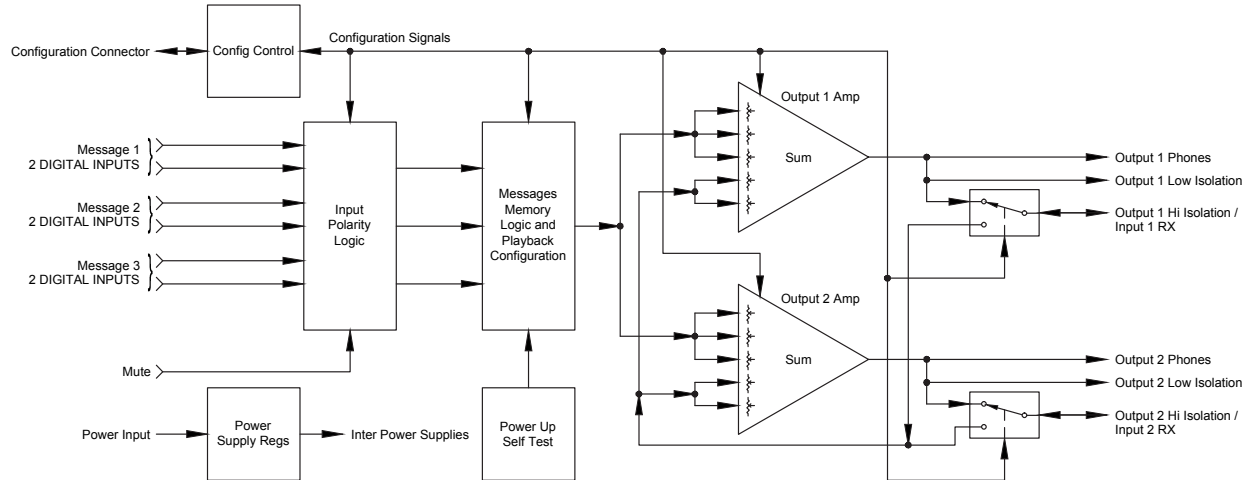 Configuration Connector
Config Control
Configuration Signals
Output 1 Amp
Message 1
2 DIGITAL INPUTS
Message 2
2 DIGITAL INPUTS
Message 3
2 DIGITAL INPUTS
Input
Polarity
Logic
Messages
Memory
Logic and
Playback
Configuration
Sum
Output 1 Phones
Output 1 Low Isolation
Output 1 Hi Isolation /
Input 1 RX
Output 2 Amp
Sum
Output 2 Phones
Output 2 Low Isolation
Output 2 Hi Isolation /
Input 2 RX
Mute
Power Input
Power
Supply Regs
Inter Power Supplies
Power Up
Self Test